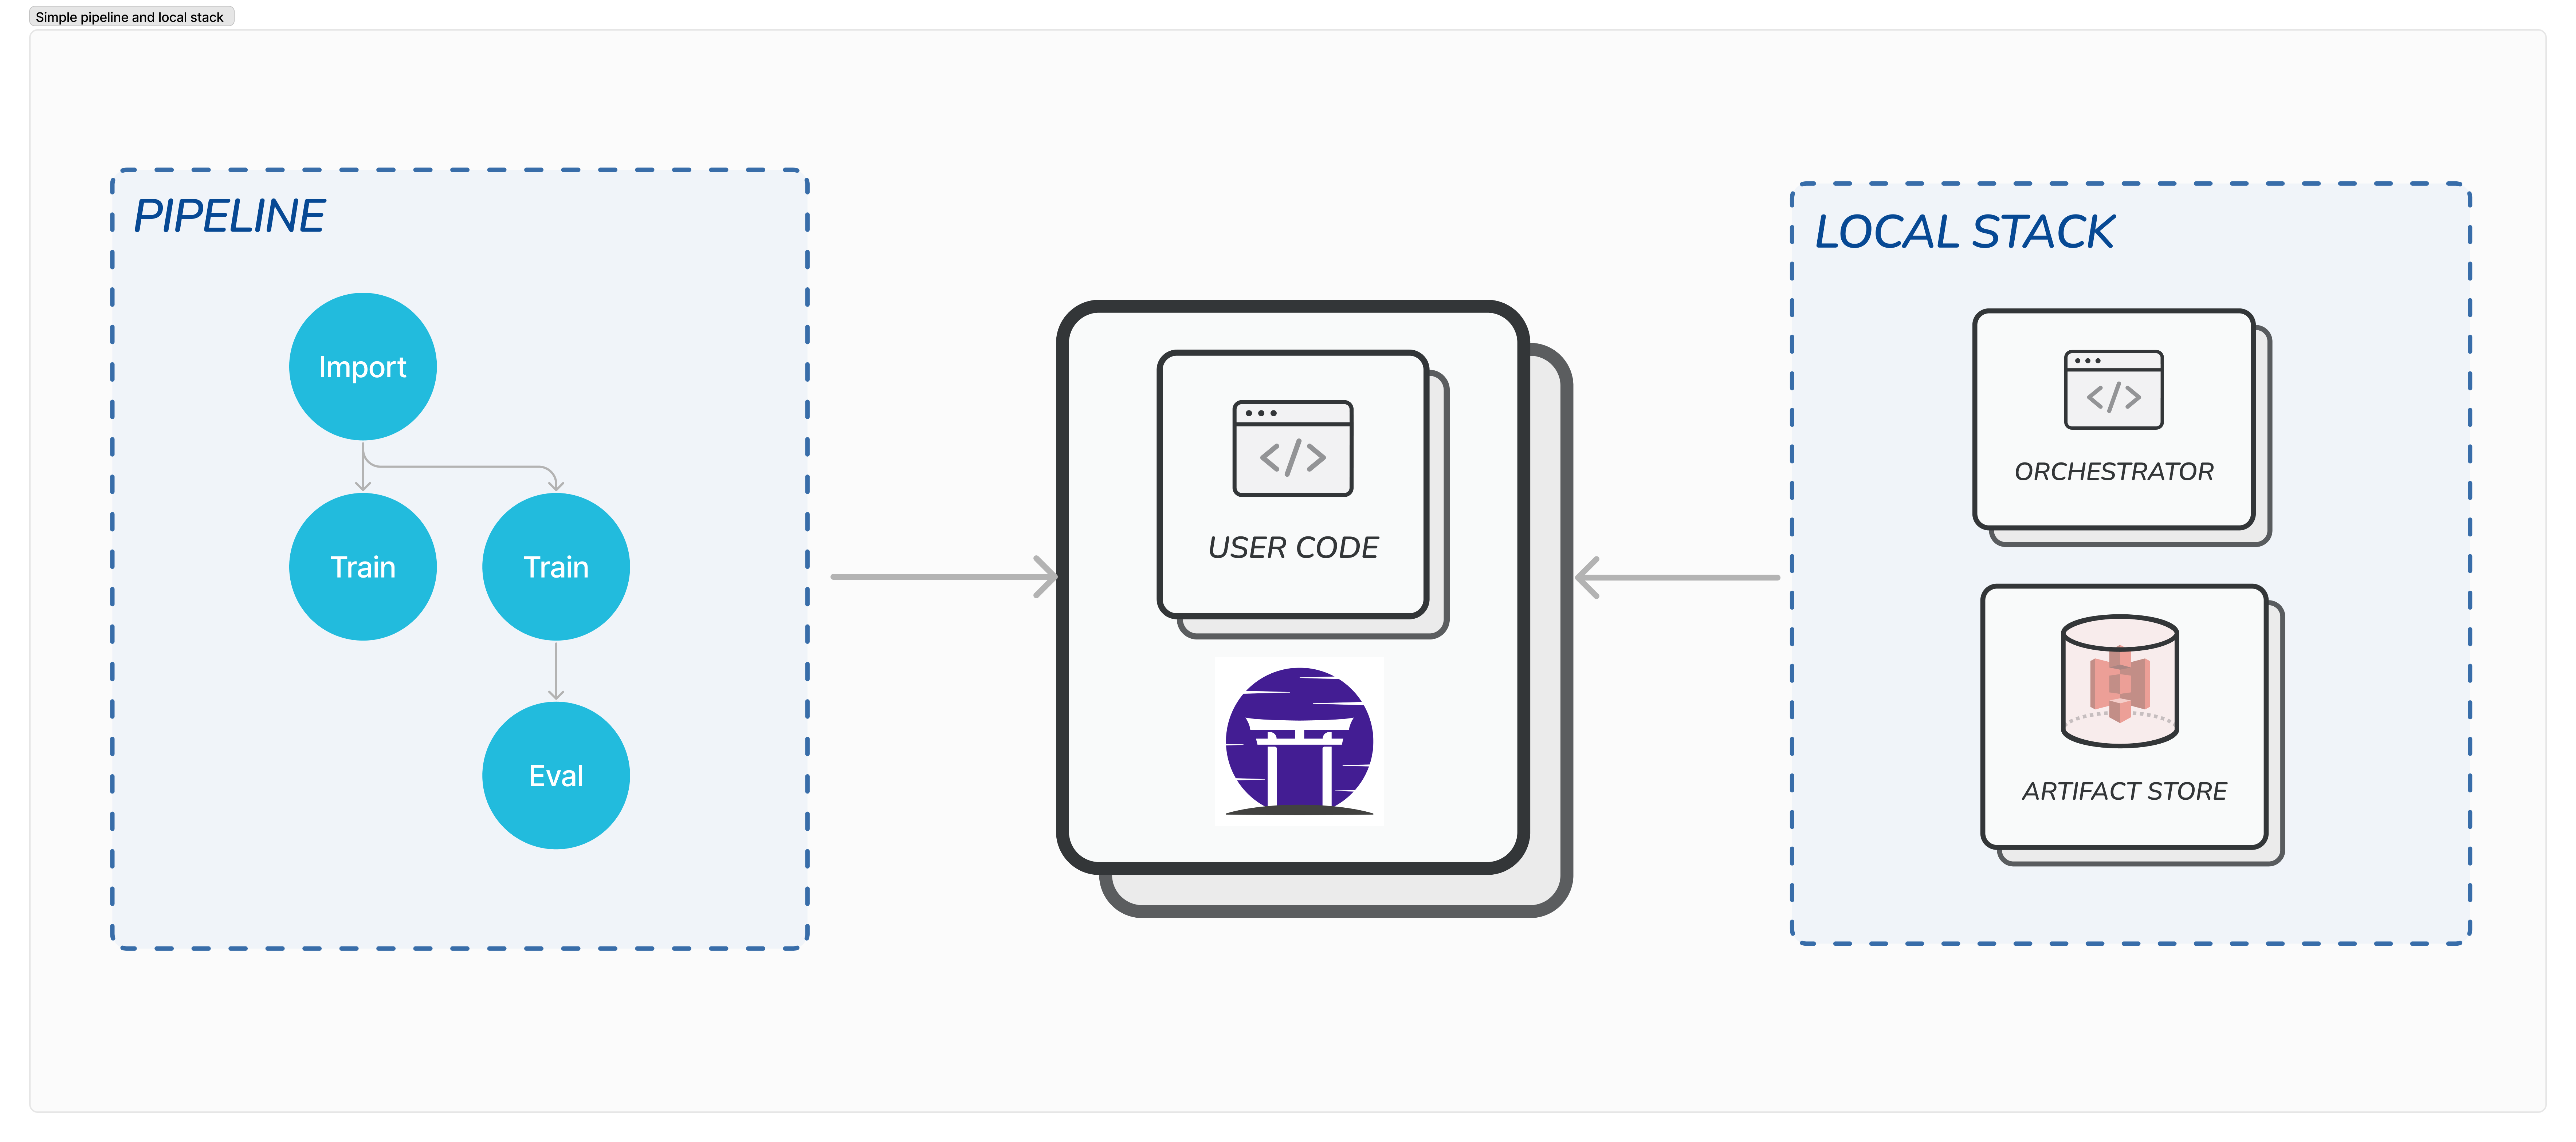 Simple pipeline and local stack
PIPELINE
Import
Train
Train
Eval
USER CODE
LOCAL STACK
ORCHESTRATOR
ARTIFACT STORE